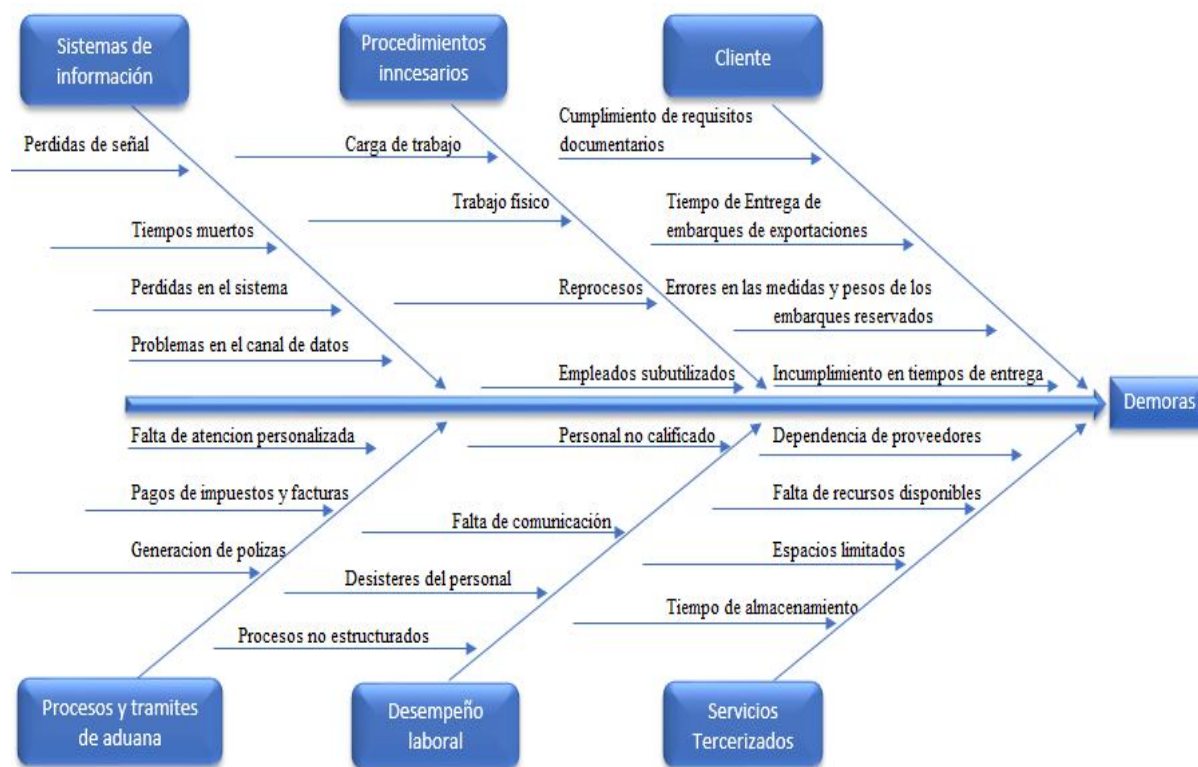 Sistemas de
información
Procedimientos
inncesarios
Cliente
Perdidas de señal
Tiempos muertos
Perdidas en el sistema
Problemas en el canal de datos
Carga de trabajo
Trabajo físico
Reprocesos
Empleados subutilizados
Cumplimiento de requisitos
documentarios
Tiempo de Entrega de
embarques de exportaciones
Errores en las medidas y pesos de los
embarques reservados
Incumplimiento en tiempos de entrega
Demoras
Falta de atencion personalizada
Pagos de impuestos y facturas
Generacion de polizas
Personal no calificado
Falta de comunicación
Desisteres del personal
Procesos no estructurados
Dependencia de proveedores
Falta de recursos disponibles
Espacios limitados
Tiempo de almacenamiento
Procesos y tramites
de aduana
Desempeño
laboral
Servicios
Tercerizados